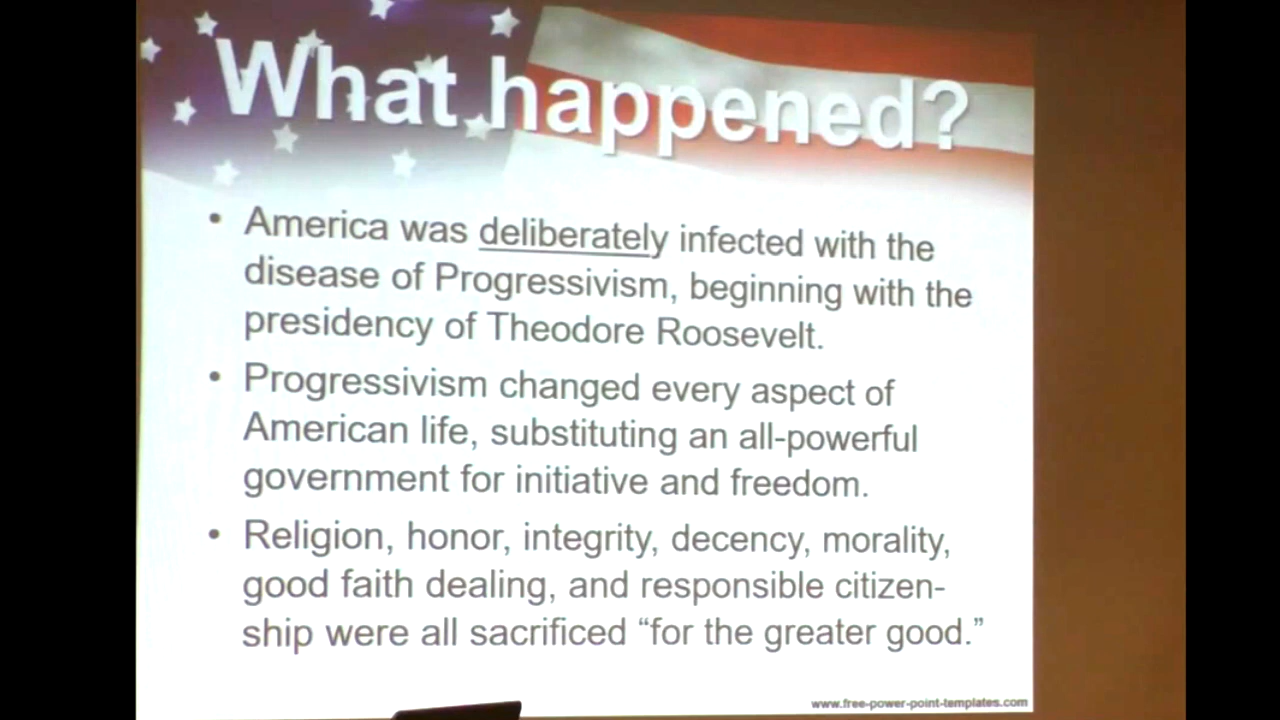 What happened?
• America was deliberately infected with the
disease of Progressivism, beginning with the
presidency of Theodore Roosevelt.
• Progressivism changed every aspect of
American life, substituting an all-powerful
government for initiative and freedom.
• Religion, honor, integrity, decency, morality,
good faith dealing, and responsible citizen-
ship were all sacrificed “for the greater good.”
www.free-power-point-templates.com